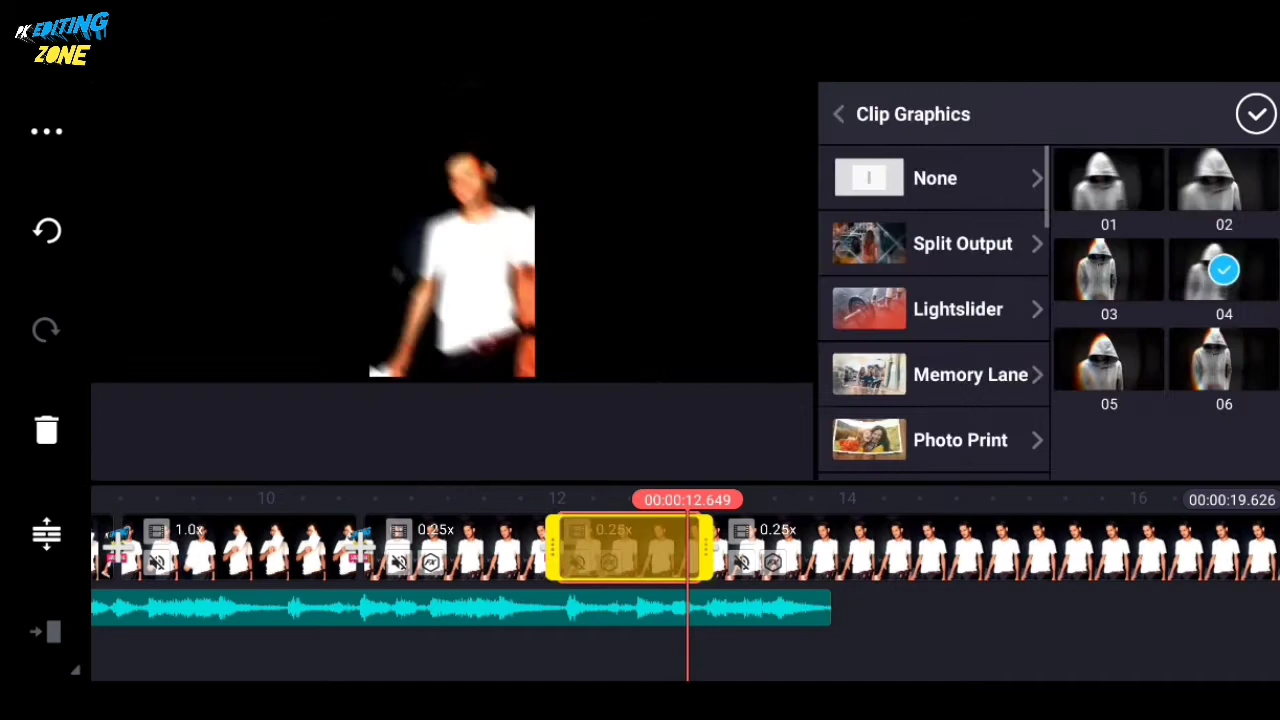 PK EDITING
ZONE
Clip Graphics
None
Split Output
Lightslider
Memory Lane
Photo Print
01
02
03
04
05
06
10
12
00:00:12.649
14
16
00:00:19.626
1.0x
0.25x
0.25x
0.25x